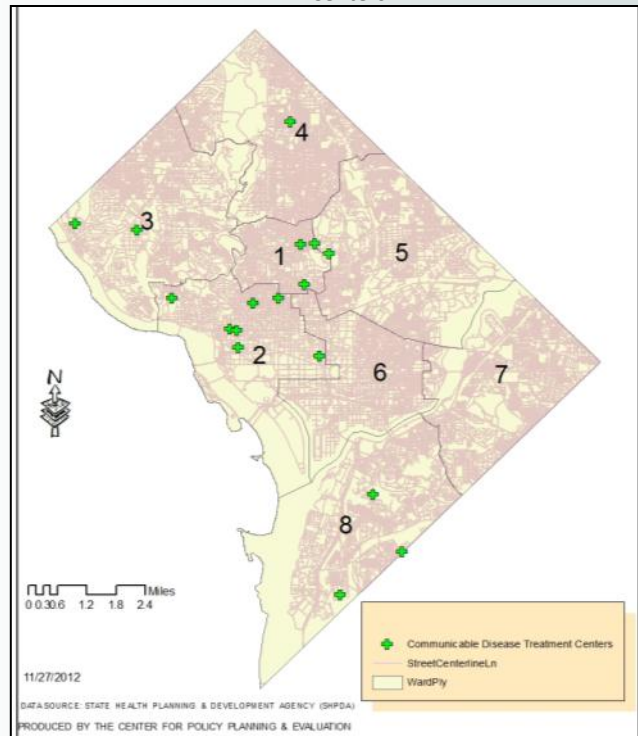 4
3
1
5
2
6
7
N
8
Miles
0 0.30.6 1.2 1.8 2.4
Communicable Disease Treatment Centers
StreetCenterlineLn
WardPly
11/27/2012
DATA SOURCE: STATE HEALTH PLANNING & DEVELOPMENT AGENCY (SHPDA)
PRODUCED BY THE CENTER FOR POLICY PLANNING & EVALUATION